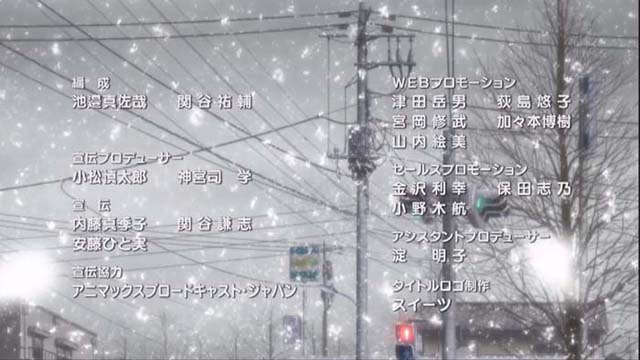 編 成
池邉真佐哉 関谷祐輔
宣伝プロデューサー
小松慎太郎 神宮司 学
宣 伝
内藤真季子 関谷謙志
安藤ひと実
宣伝協力
アニマックスブロードキャスト・ジャパン
WEBプロモーション
津田岳男 荻島悠子
宮岡修武 加々本博樹
山内絵美
セールスプロモーション
金沢利幸 保田志乃
小野木航
アシスタントプロデューサー
淀 明子
タイトルロゴ制作
スイーツ